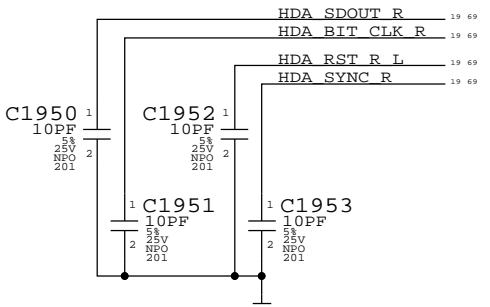 HDA_SDOUT_R 19 69
HDA_BIT_CLK_R 19 69
HDA_RST_R_L 19 69
HDA_SYNC_R 19 69
C1950 1
10PF
5%
25V
NPO
201
2
C1952 1
10PF
5%
25V
NPO
201
2
1 C1951
10PF
5%
25V
NPO
201
2
1 C1953
10PF
5%
25V
NPO
201
2